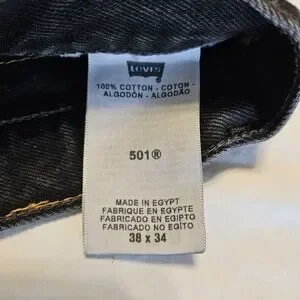 Levi's
100% COTTON - COTON -
ALGODÓN - ALGODÃO
501®
MADE IN EGYPT
FABRIQUE EN EGYPTE
FABRICADO EN EGIPTO
FABRICADO NO EGITO
38 x 34